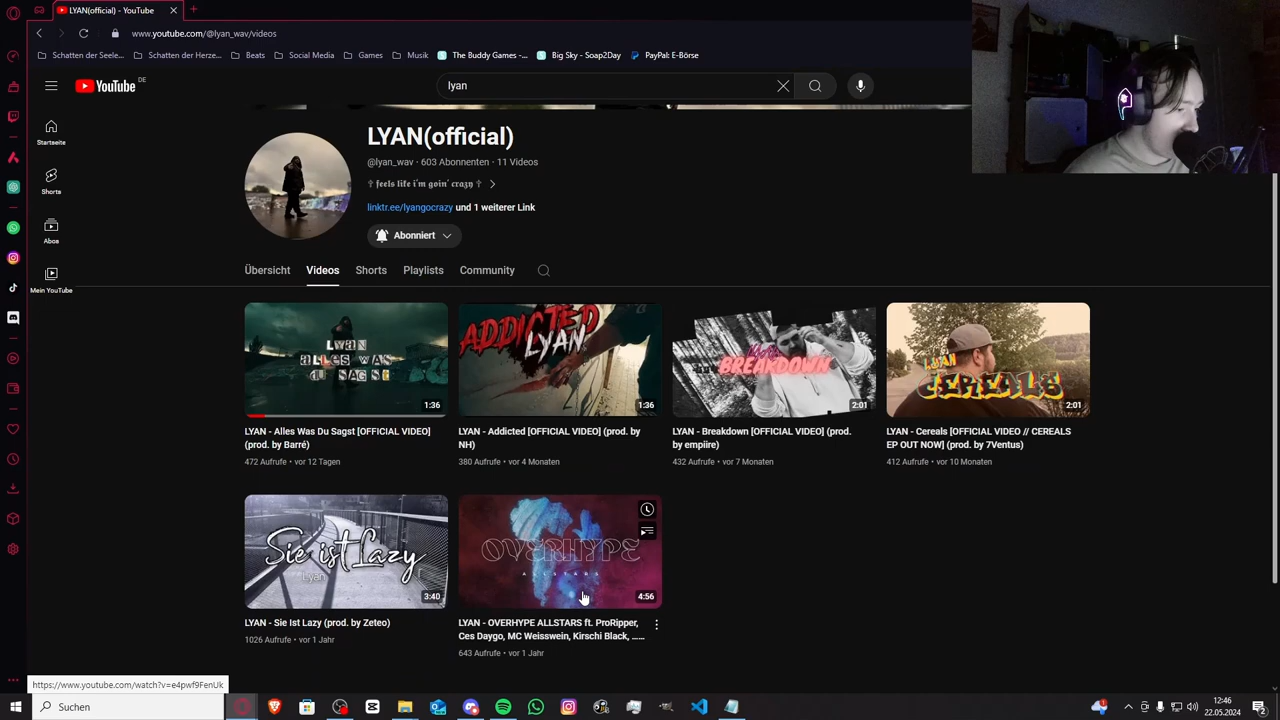 LYAN(official) - YouTube
www.youtube.com/@lyan_wav/videos
Schatten der Seele...
Schatten der Herze...
Beats
Social Media
Games
Musik
The Buddy Games -...
Big Sky - Soap2Day
PayPal: E-Börse
YouTube DE
lyan
Startseite
Shorts
Abos
Mein YouTube
LYAN(official)
@lyan_wav · 603 Abonnenten · 11 Videos
† 𝖋𝖊𝖊𝖑𝖘 𝖑𝖎𝖐𝖊 𝖎'𝖒 𝖌𝖔𝖎𝖓' 𝖈𝖗𝖆𝖟𝖞 †
linktr.ee/lyangocrazy und 1 weiterer Link
Abonniert
Übersicht
Videos
Shorts
Playlists
Community
LYAN
ALLES WAS
DU SAGST
1:36
ADDICTED
LYAN
1:36
BREAKDOWN
2:01
LYAN
CEREALS
2:01
LYAN - Alles Was Du Sagst [OFFICIAL VIDEO]
(prod. by Barré)
472 Aufrufe • vor 12 Tagen
LYAN - Addicted [OFFICIAL VIDEO] (prod. by
NH)
380 Aufrufe • vor 4 Monaten
LYAN - Breakdown [OFFICIAL VIDEO] (prod.
by empiire)
432 Aufrufe • vor 7 Monaten
LYAN - Cereals [OFFICIAL VIDEO // CEREALS
EP OUT NOW] (prod. by 7Ventus)
412 Aufrufe • vor 10 Monaten
Sie ist Lazy
Lyan
3:40
OVERHYPE
ALLSTARS
4:56
LYAN - Sie Ist Lazy (prod. by Zeteo)
1026 Aufrufe • vor 1 Jahr
LYAN - OVERHYPE ALLSTARS ft. ProRipper,
Ces Daygo, MC Weisswein, Kirschi Black, ......
643 Aufrufe • vor 1 Jahr
https://www.youtube.com/watch?v=e4pwf9FenUk
Suchen
12:46
22.05.2024